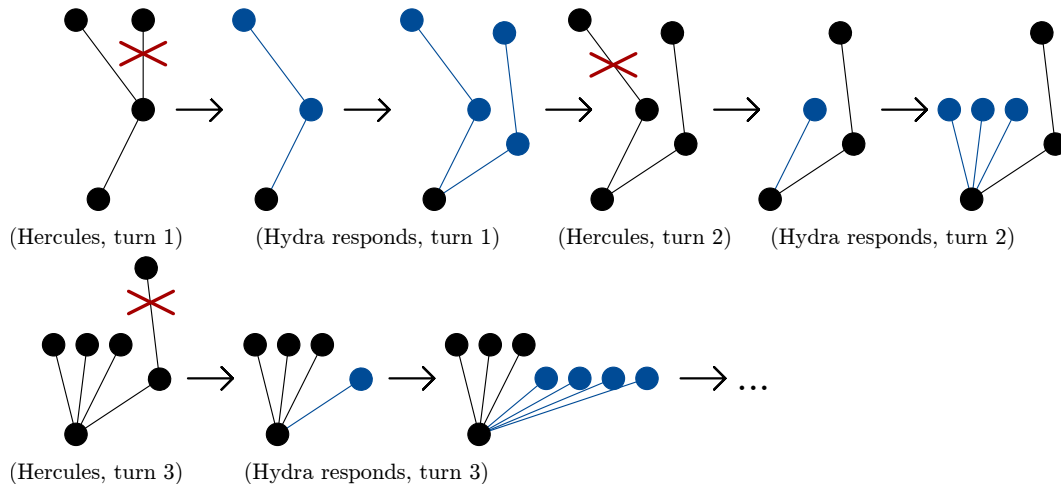 (Hercules, turn 1)
(Hydra responds, turn 1)
(Hercules, turn 2)
(Hydra responds, turn 2)
...
(Hercules, turn 3)
(Hydra responds, turn 3)